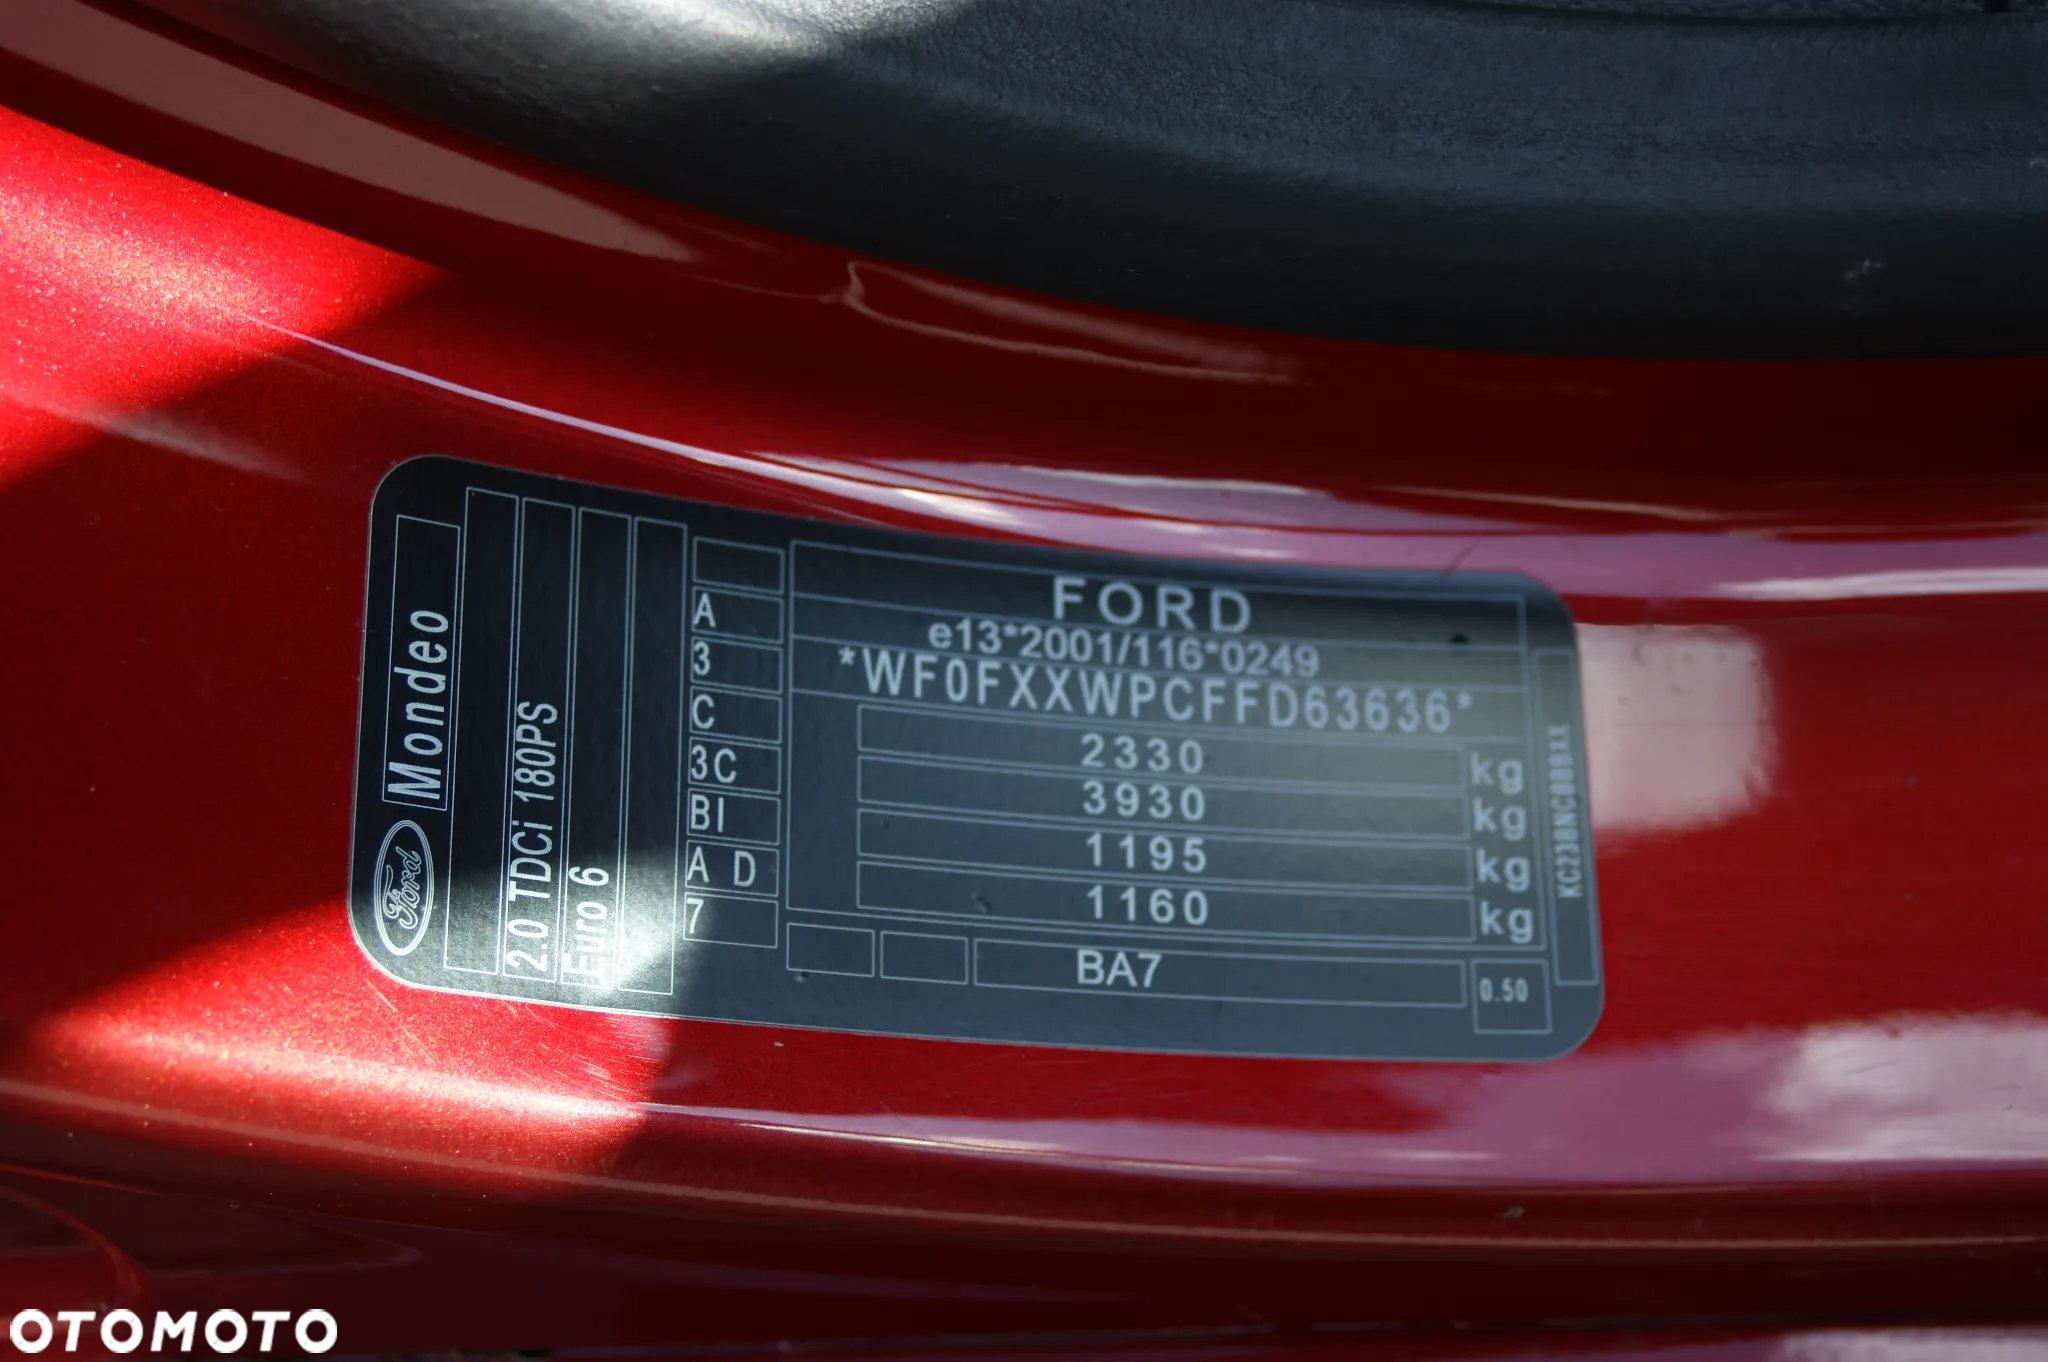 Ford
Mondeo
2.0 TDCi 180PS
Euro 6
A
3
C
3C
BI
A D
7
FORD
e13*2001/116*0249
*WF0FXXWPCFFD63636*
2330 kg
3930 kg
1195 kg
1160 kg
BA7
0.50
OTOMOTO